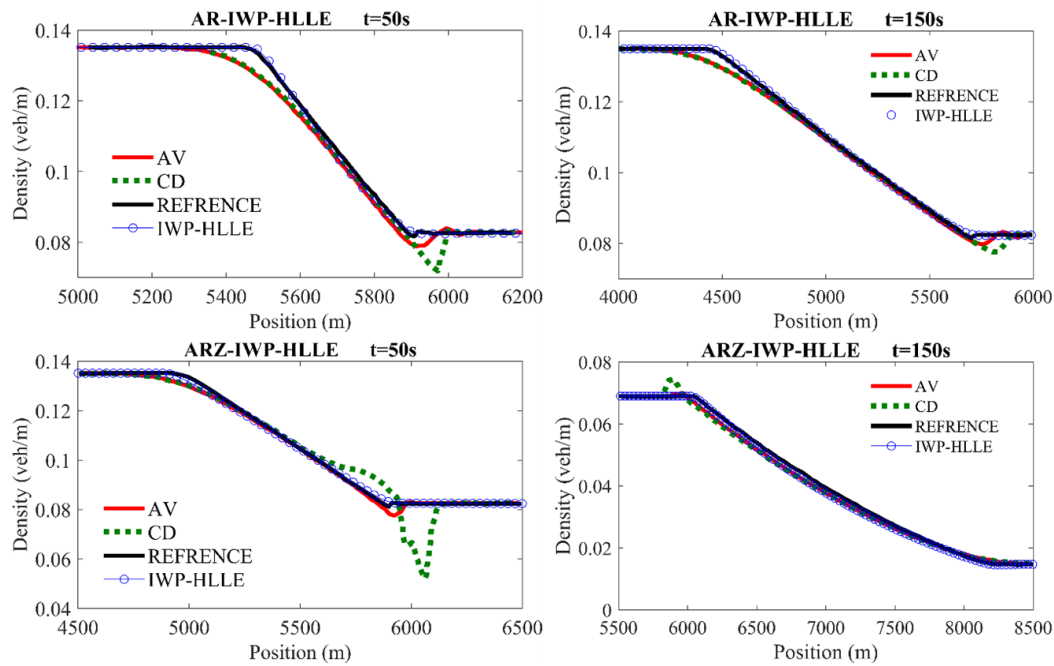 AR-IWP-HLLE t=50s
Density (veh/m)
0.14
0.12
0.1
0.08
AV
CD
REFRENCE
IWP-HLLE
5000 5200 5400 5600 5800 6000 6200
Position (m)
AR-IWP-HLLE t=150s
Density (veh/m)
0.14
0.12
0.1
0.08
AV
CD
REFRENCE
IWP-HLLE
4000 4500 5000 5500 6000
Position (m)
ARZ-IWP-HLLE t=50s
Density (veh/m)
0.14
0.12
0.1
0.08
0.06
0.04
AV
CD
REFRENCE
IWP-HLLE
4500 5000 5500 6000 6500
Position (m)
ARZ-IWP-HLLE t=150s
Density (veh/m)
0.08
0.06
0.04
0.02
0
AV
CD
REFRENCE
IWP-HLLE
5500 6000 6500 7000 7500 8000 8500
Position (m)